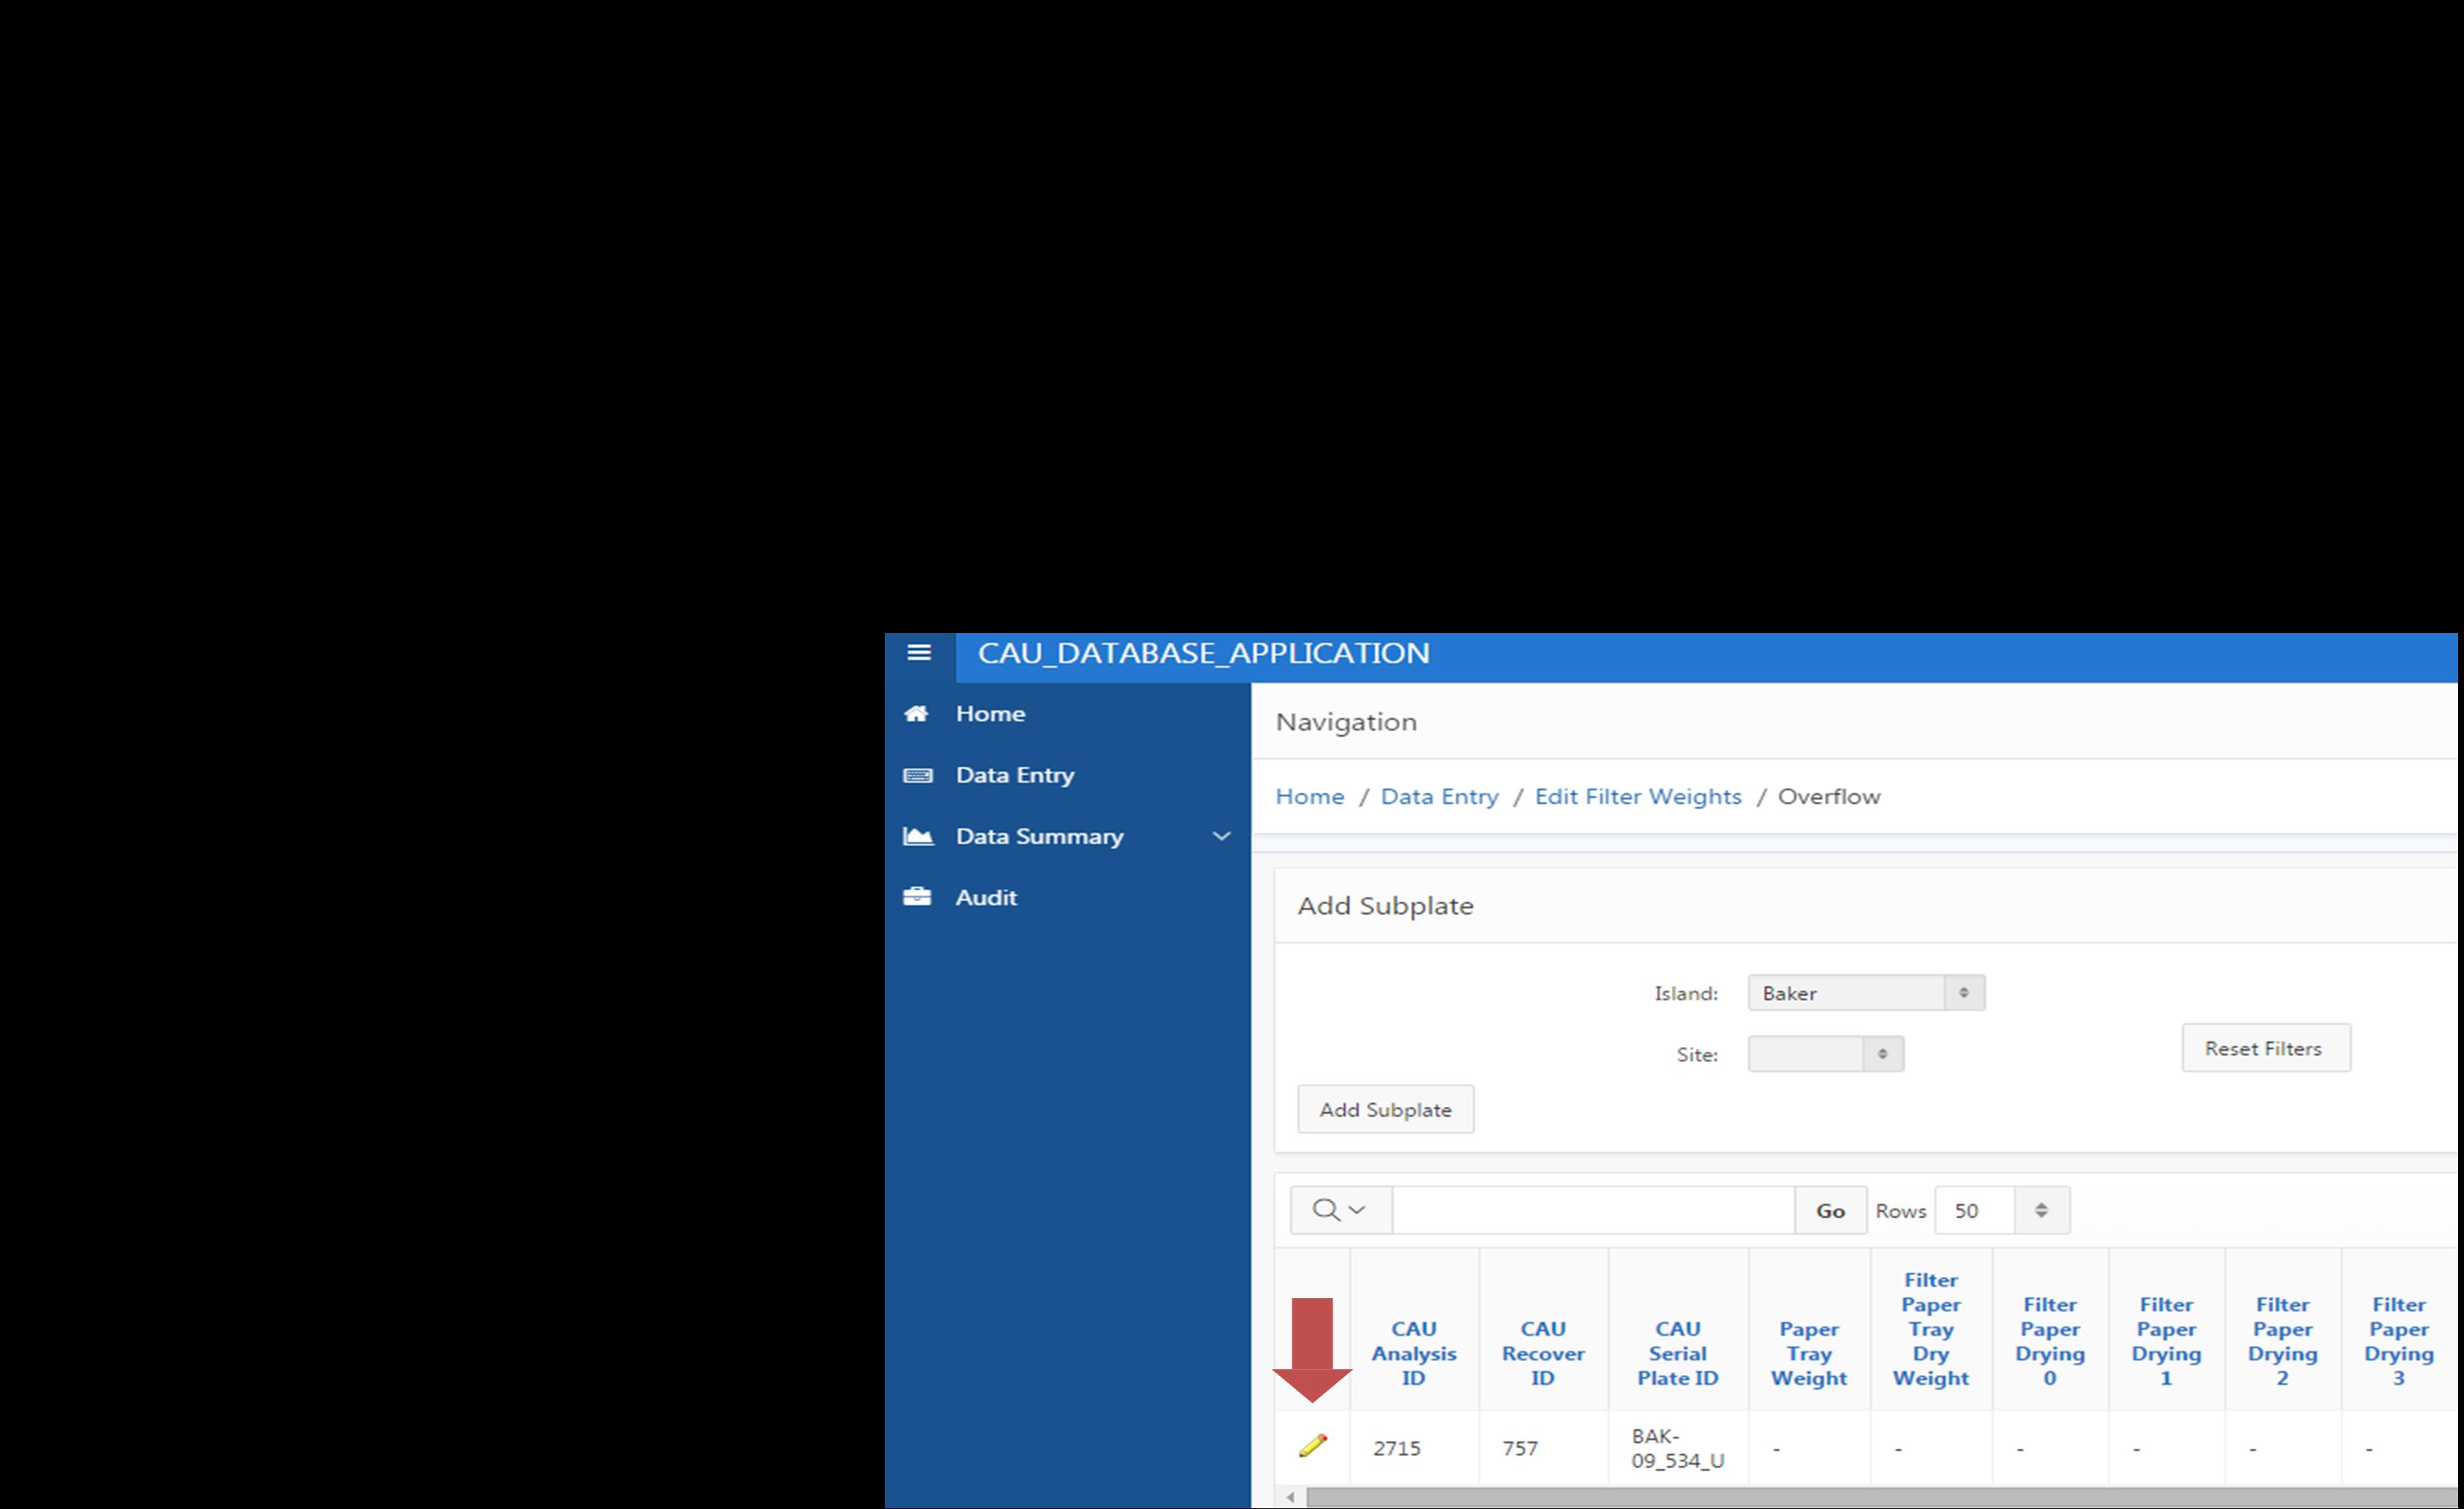 CAU_DATABASE_APPLICATION
Home
Data Entry
Data Summary
Audit
Navigation
Home / Data Entry / Edit Filter Weights / Overflow
Add Subplate
Island: Baker
Site:
Reset Filters
Add Subplate
Go Rows 50
CAU Analysis ID
CAU Recover ID
CAU Serial Plate ID
Paper Tray Weight
Filter Paper Tray Dry Weight
Filter Paper Drying 0
Filter Paper Drying 1
Filter Paper Drying 2
Filter Paper Drying 3
2715 757 BAK-09_534_U - - - - - -